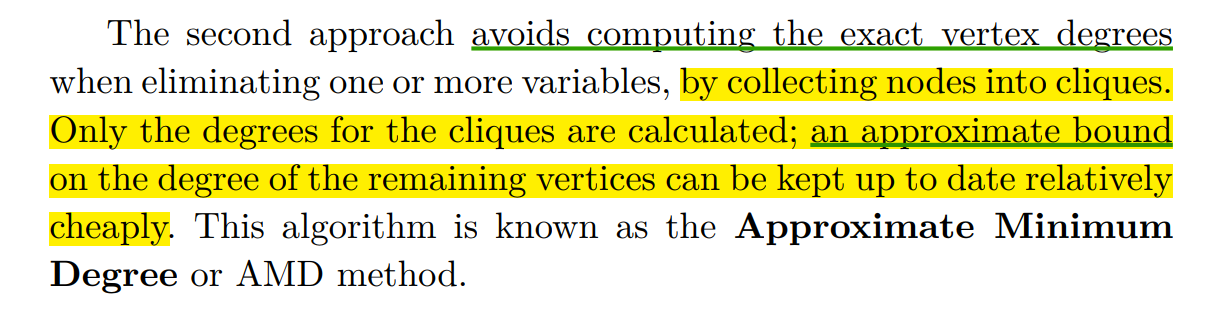 The second approach avoids computing the exact vertex degrees
when eliminating one or more variables, by collecting nodes into cliques.
Only the degrees for the cliques are calculated; an approximate bound
on the degree of the remaining vertices can be kept up to date relatively
cheaply. This algorithm is known as the Approximate Minimum
Degree or AMD method.